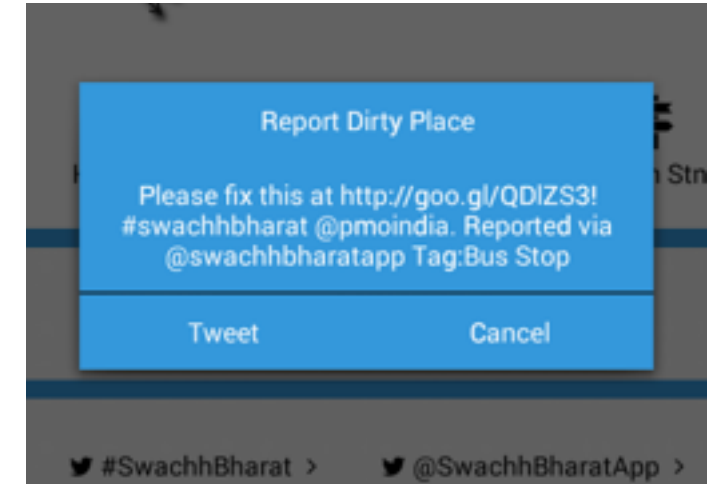 Report Dirty Place
H
n Stn
Please fix this at http://goo.gl/QDlZS3!
#swachhbharat @pmoindia. Reported via
@swachhbharatapp Tag:Bus Stop
Tweet Cancel
#SwachhBharat >
@SwachhBharatApp >